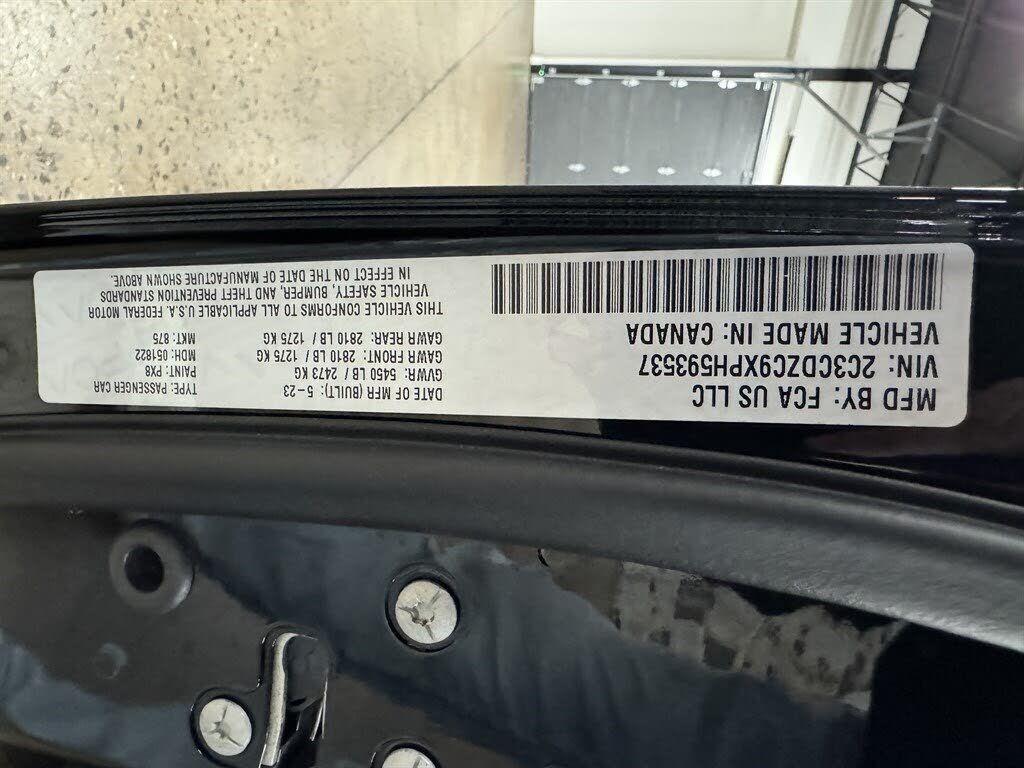 MFD BY: FCA US LLC
VIN: 2C3CDZC9XPH593537
VEHICLE MADE IN: CANADA
DATE OF MFR (BUILT): 5-23
GVWR: 5450 LB / 2473 KG
GAWR FRONT: 2810 LB / 1275 KG
GAWR REAR: 2810 LB / 1275 KG
TYPE: PASSENGER CAR
PAINT: PX8
MDH: 051822
MKT: 875
THIS VEHICLE CONFORMS TO ALL APPLICABLE U.S.A. FEDERAL MOTOR
VEHICLE SAFETY, BUMPER, AND THEFT PREVENTION STANDARDS
IN EFFECT ON THE DATE OF MANUFACTURE SHOWN ABOVE.